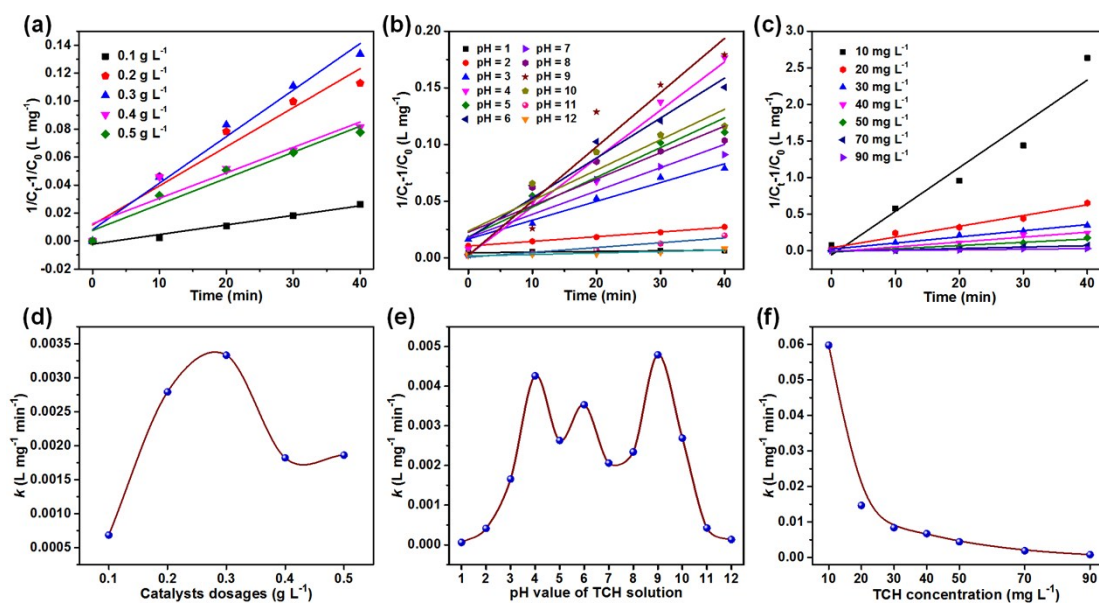 (a)
1/Cₜ-1/C₀ (L mg⁻¹)
0.14
0.12
0.10
0.08
0.06
0.04
0.02
0.00
-0.02
0.1 g L⁻¹
0.2 g L⁻¹
0.3 g L⁻¹
0.4 g L⁻¹
0.5 g L⁻¹
0 10 20 30 40
Time (min)
(b)
1/Cₜ-1/C₀ (L mg⁻¹)
0.20
0.15
0.10
0.05
0.00
pH = 1 pH = 7
pH = 2 pH = 8
pH = 3 pH = 9
pH = 4 pH = 10
pH = 5 pH = 11
pH = 6 pH = 12
0 10 20 30 40
Time (min)
(c)
1/Cₜ-1/C₀ (L mg⁻¹)
3.0
2.5
2.0
1.5
1.0
0.5
0.0
-0.5
10 mg L⁻¹
20 mg L⁻¹
30 mg L⁻¹
40 mg L⁻¹
50 mg L⁻¹
70 mg L⁻¹
90 mg L⁻¹
0 10 20 30 40
Time (min)
(d)
k (L mg⁻¹ min⁻¹)
0.0035
0.0030
0.0025
0.0020
0.0015
0.0010
0.0005
0.1 0.2 0.3 0.4 0.5
Catalysts dosages (g L⁻¹)
(e)
k (L mg⁻¹ min⁻¹)
0.005
0.004
0.003
0.002
0.001
0.000
1 2 3 4 5 6 7 8 9 10 11 12
pH value of TCH solution
(f)
k (L mg⁻¹ min⁻¹)
0.06
0.05
0.04
0.03
0.02
0.01
0.00
10 20 30 40 50 60 70 80 90
TCH concentration (mg L⁻¹)